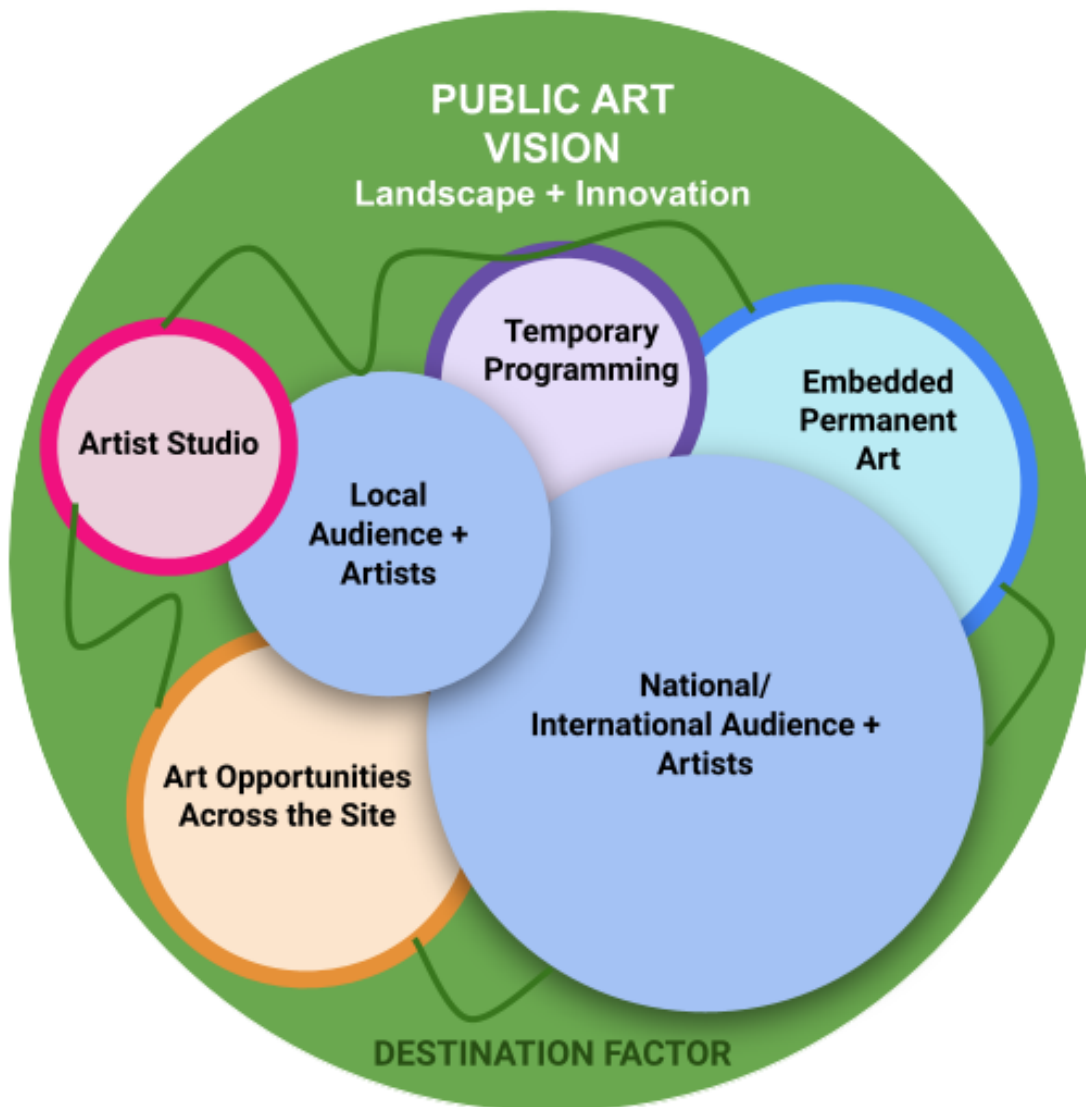 PUBLIC ART
VISION
Landscape + Innovation
Temporary
Programming
Embedded
Permanent
Art
Artist Studio
Local
Audience +
Artists
National/
International Audience +
Artists
Art Opportunities
Across the Site
DESTINATION FACTOR